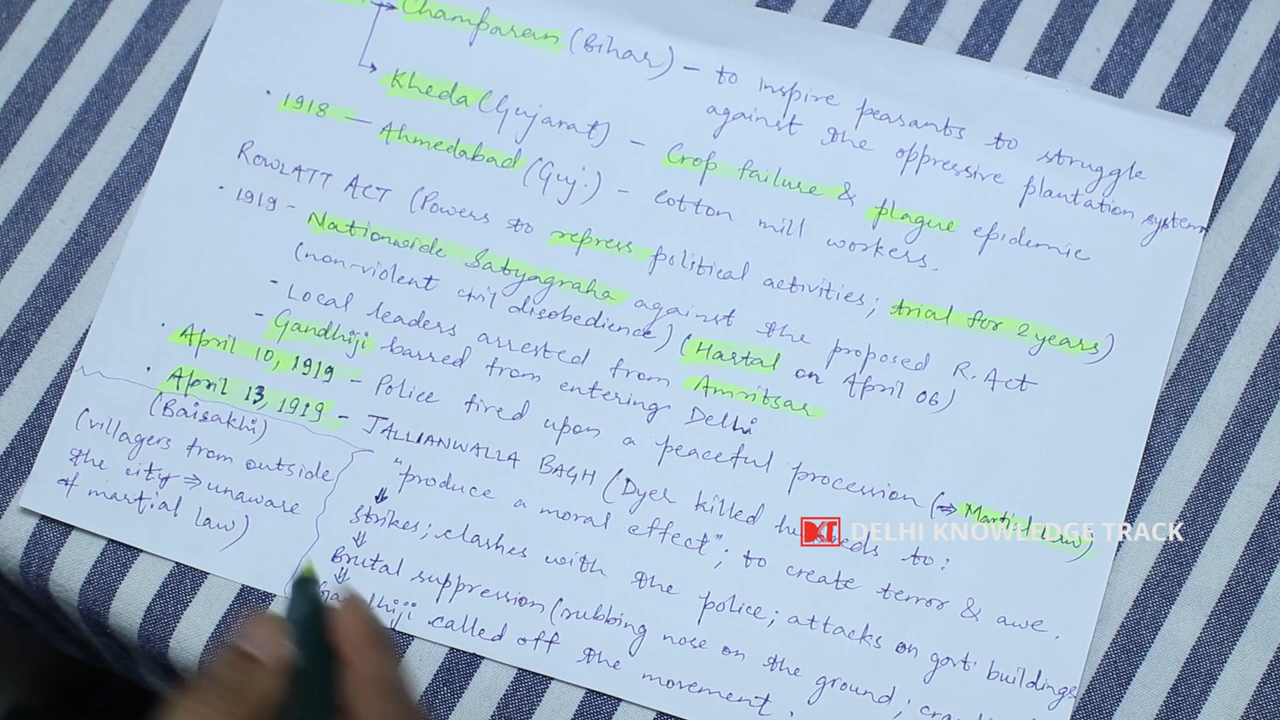 → Champaran (Bihar) – to inspire peasants to struggle
against the oppressive plantation system
→ Kheda (Gujarat) – Crop failure & plague epidemic
• 1918 – Ahmedabad (Guj.) – cotton mill workers.
ROWLATT ACT (Powers to repress political activities; trial for 2 years)
• 1919 – Nationwide Satyagraha against the proposed R. Act
(non-violent civil disobedience) (Hartal on April 06)
- Local leaders arrested from Amritsar
- Gandhiji barred from entering Delhi
• April 10, 1919 – Police fired upon a peaceful procession (⇒ Martial Law)
• April 13, 1919 – JALLIANWALLA BAGH (Dyer killed to:
(Baisakhi)
(villagers from outside
the city ⇒ unaware
of martial law)
"produce a moral effect"; to create terror & awe.
⇓
Strikes; clashes with the police; attacks on govt. buildings
⇓
Brutal suppression (rubbing nose on the ground;
⇓
called off the movement.
DELHI KNOWLEDGE TRACK